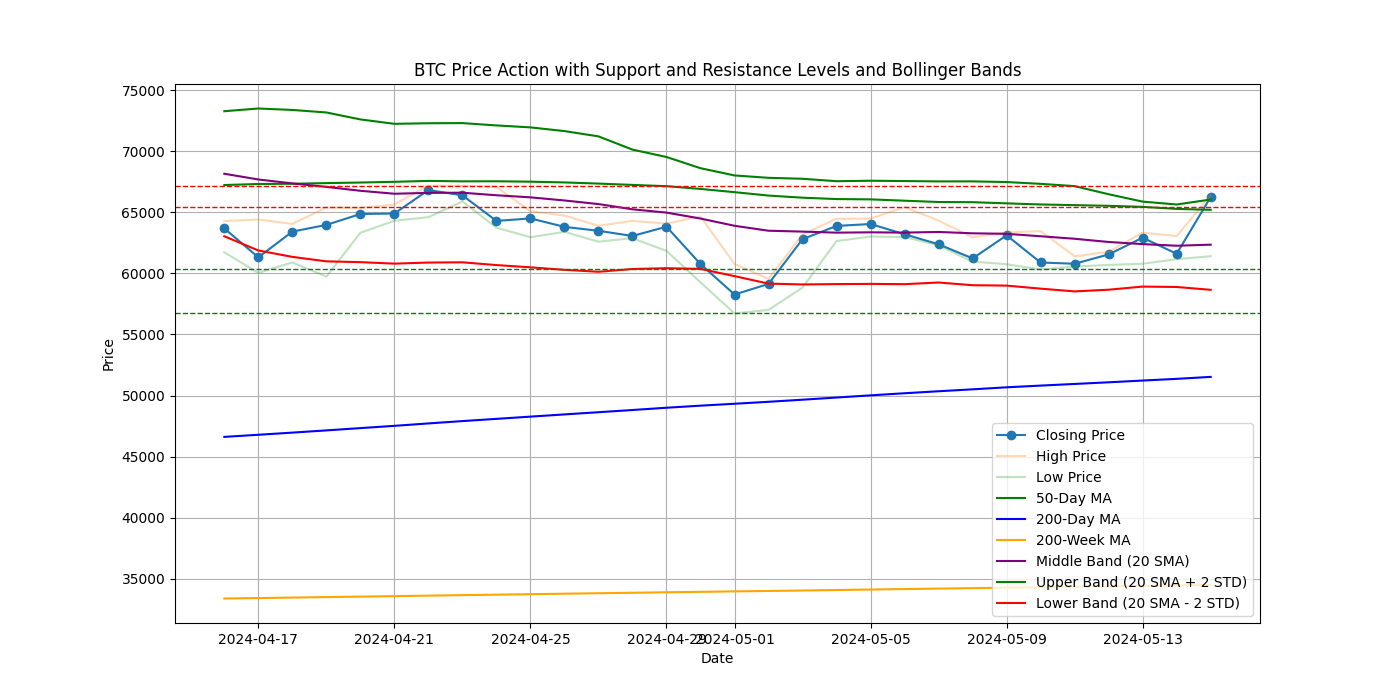 BTC Price Action with Support and Resistance Levels and Bollinger Bands
75000
70000
65000
60000
55000
50000
45000
40000
35000
Price
Closing Price
High Price
Low Price
50-Day MA
200-Day MA
200-Week MA
Middle Band (20 SMA)
Upper Band (20 SMA + 2 STD)
Lower Band (20 SMA - 2 STD)
2024-04-17 2024-04-21 2024-04-25 2024-04-29 2024-05-01 2024-05-05 2024-05-09 2024-05-13
Date